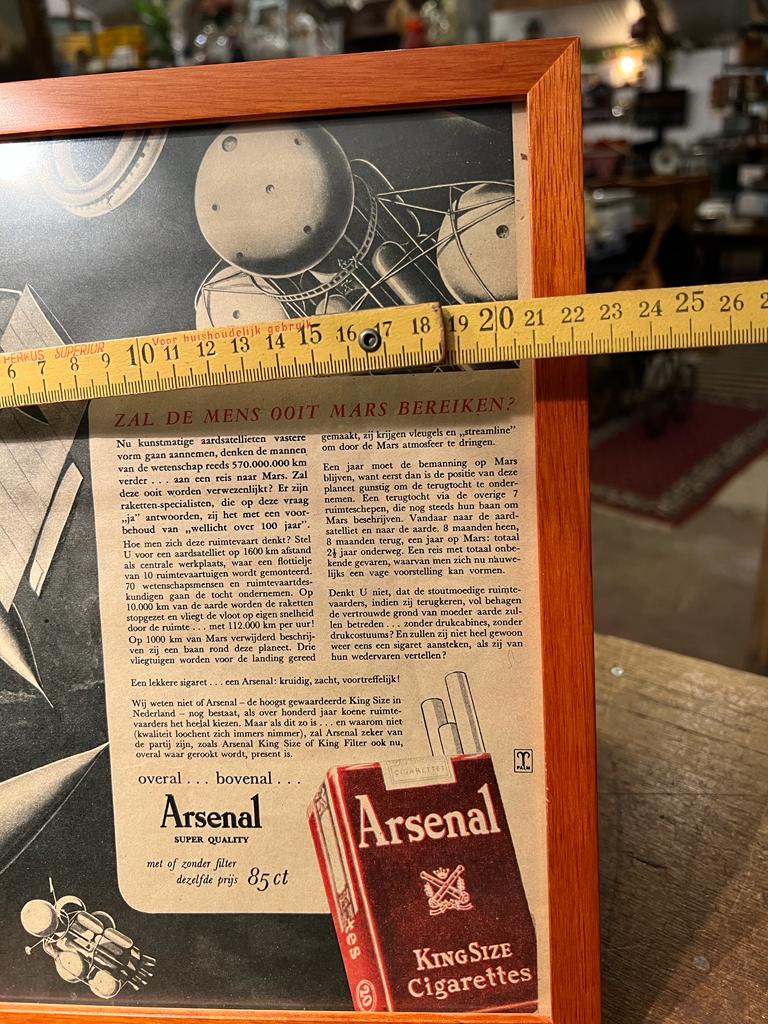 6 7 8 9 10 11 12 13 14 15 16 17 18 19 20 21 22 23 24 25 26
PERKUS SUPERIOR
Voor huishoudelijk gebruik
ZAL DE MENS OOIT MARS BEREIKEN?
Nu kunstmatige aardsatellieten vastere
vorm gaan aannemen, denken de mannen
van de wetenschap reeds 570.000.000 km
verder . . . aan een reis naar Mars. Zal
deze ooit worden verwezenlijkt? Er zijn
raketten-specialisten, die op deze vraag
„ja” antwoorden, zij het met een voor-
behoud van „wellicht over 100 jaar”.
Hoe men zich deze ruimtevaart denkt? Stel
U voor een aardsatelliet op 1600 km afstand
als centrale werkplaats, waar een flottielje
van 10 ruimtevaartuigen wordt gemonteerd.
70 wetenschapsmensen en ruimtevaartdes-
kundigen gaan de tocht ondernemen. Op
10.000 km van de aarde worden de raketten
stopgezet en vliegt de vloot op eigen snelheid
door de ruimte . . . met 112.000 km per uur!
Op 1000 km van Mars verwijderd beschrij-
ven zij een baan rond deze planeet. Drie
vliegtuigen worden voor de landing gereed
gemaakt, zij krijgen vleugels en „streamline”
om door de Mars atmosfeer te dringen.
Een jaar moet de bemanning op Mars
blijven, want eerst dan is de positie van deze
planeet gunstig om de terugtocht te onder-
nemen. Een terugtocht via de overige 7
ruimteschepen, die nog steeds hun baan om
Mars beschrijven. Vandaar naar de aard-
satelliet en naar de aarde. 8 maanden heen,
8 maanden terug, een jaar op Mars: totaal
2½ jaar onderweg. Een reis met totaal onbe-
kende gevaren, waarvan men zich nu nauwe-
lijks een vage voorstelling kan vormen.
Denkt U niet, dat de stoutmoedige ruimte-
vaarders, indien zij terugkeren, vol behagen
de vertrouwde grond van moeder aarde zul-
len betreden . . . zonder drukcabines, zonder
drukcostuums? En zullen zij niet heel gewoon
weer eens een sigaret aansteken, als zij van
hun wedervaren vertellen?
Een lekkere sigaret . . . een Arsenal: kruidig, zacht, voortreffelijk!
Wij weten niet of Arsenal – de hoogst gewaardeerde King Size in
Nederland – nog bestaat, als over honderd jaar koene ruimte-
vaarders het heelal kiezen. Maar als dit zo is . . . en waarom niet
(kwaliteit loochent zich immers nimmer), zal Arsenal zeker van
de partij zijn, zoals Arsenal King Size of King Filter ook nu,
overal waar gerookt wordt, present is.
overal . . . bovenal . . .
Arsenal
SUPER QUALITY
met of zonder filter
dezelfde prijs 85 ct
PALM
CIGARETTES
Arsenal
KING SIZE
Cigarettes
20